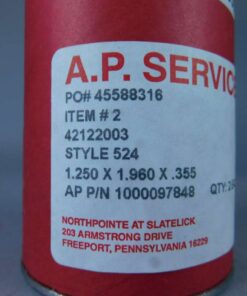 A.P. SERVIC
PO# 45588316
ITEM # 2
42122003
STYLE 524
1.250 X 1.960 X .355
AP P/N 1000097848 QTY:
NORTHPOINTE AT SLATELICK
203 ARMSTRONG DRIVE
FREEPORT, PENNSYLVANIA 16229